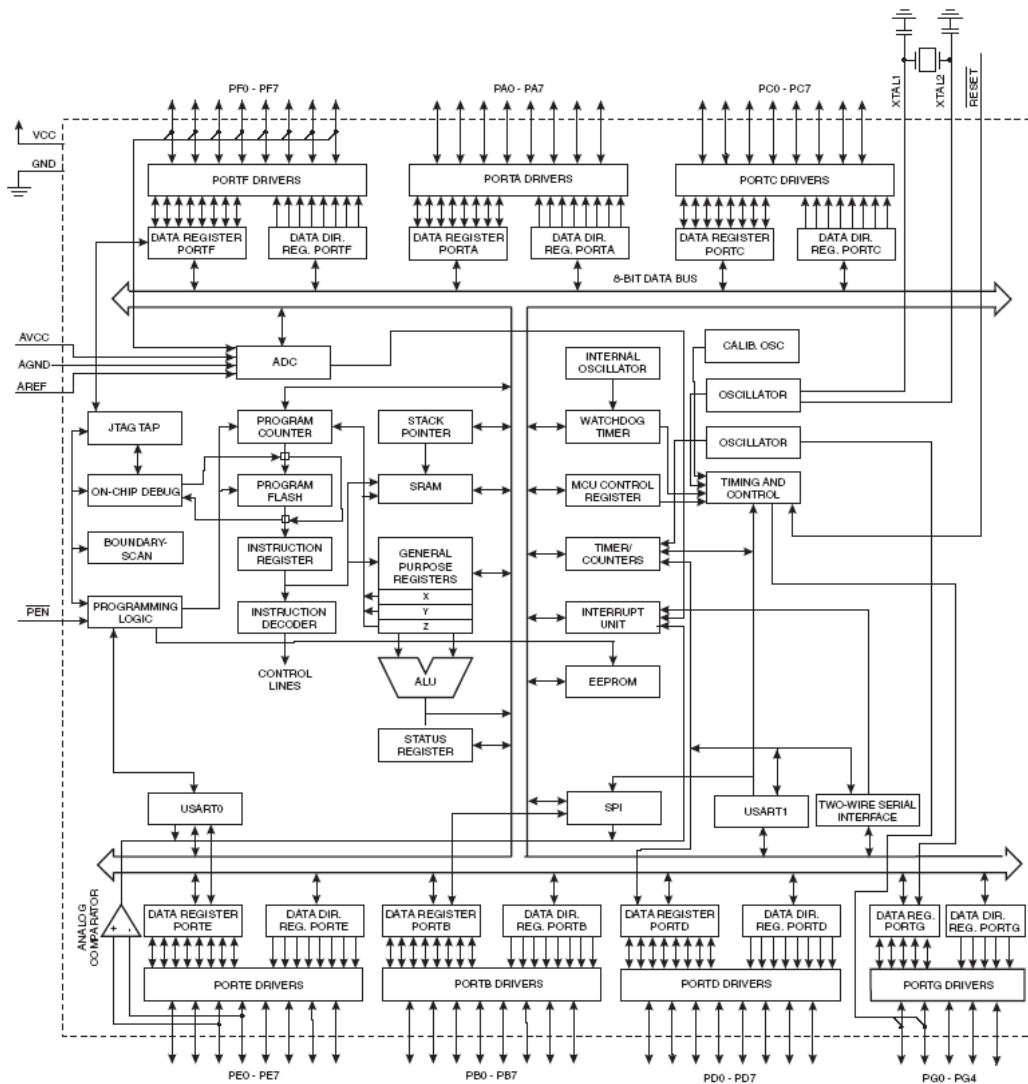 XTAL1
XTAL2
RESET
PF0 - PF7
PA0 - PA7
PC0 - PC7
VCC
GND
PORTF DRIVERS
PORTA DRIVERS
PORTC DRIVERS
DATA REGISTER
PORTF
DATA DIR.
REG. PORTF
DATA REGISTER
PORTA
DATA DIR.
REG. PORTA
DATA REGISTER
PORTC
DATA DIR.
REG. PORTC
8-BIT DATA BUS
AVCC
AGND
AREF
ADC
INTERNAL
OSCILLATOR
CALIB. OSC
OSCILLATOR
JTAG TAP
PROGRAM
COUNTER
STACK
POINTER
WATCHDOG
TIMER
OSCILLATOR
ON-CHIP DEBUG
PROGRAM
FLASH
SRAM
MCU CONTROL
REGISTER
TIMING AND
CONTROL
BOUNDARY-
SCAN
INSTRUCTION
REGISTER
GENERAL
PURPOSE
REGISTERS
X
Y
Z
TIMER/
COUNTERS
PEN
PROGRAMMING
LOGIC
INSTRUCTION
DECODER
INTERRUPT
UNIT
CONTROL
LINES
ALU
EEPROM
STATUS
REGISTER
USART0
SPI
USART1
TWO-WIRE SERIAL
INTERFACE
ANALOG
COMPARATOR
+ -
DATA REGISTER
PORTE
DATA DIR.
REG. PORTE
DATA REGISTER
PORTB
DATA DIR.
REG. PORTB
DATA REGISTER
PORTD
DATA DIR.
REG. PORTD
DATA REG.
PORTG
DATA DIR.
REG. PORTG
PORTE DRIVERS
PORTB DRIVERS
PORTD DRIVERS
PORTG DRIVERS
PE0 - PE7
PB0 - PB7
PD0 - PD7
PG0 - PG4